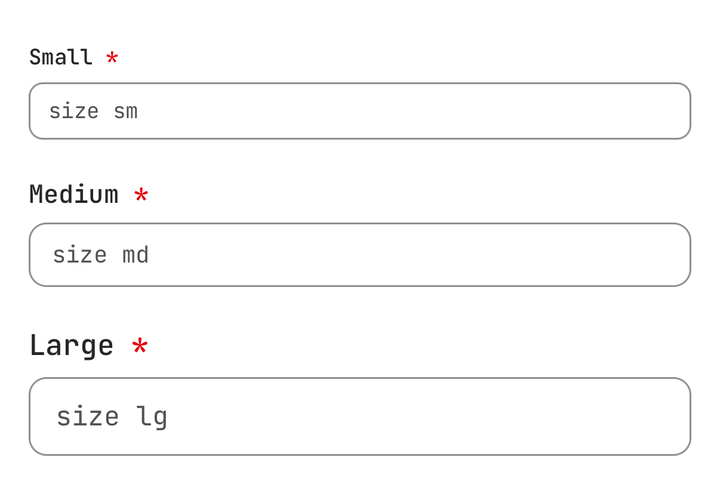 Small *
size sm
Medium *
size md
Large *
size lg